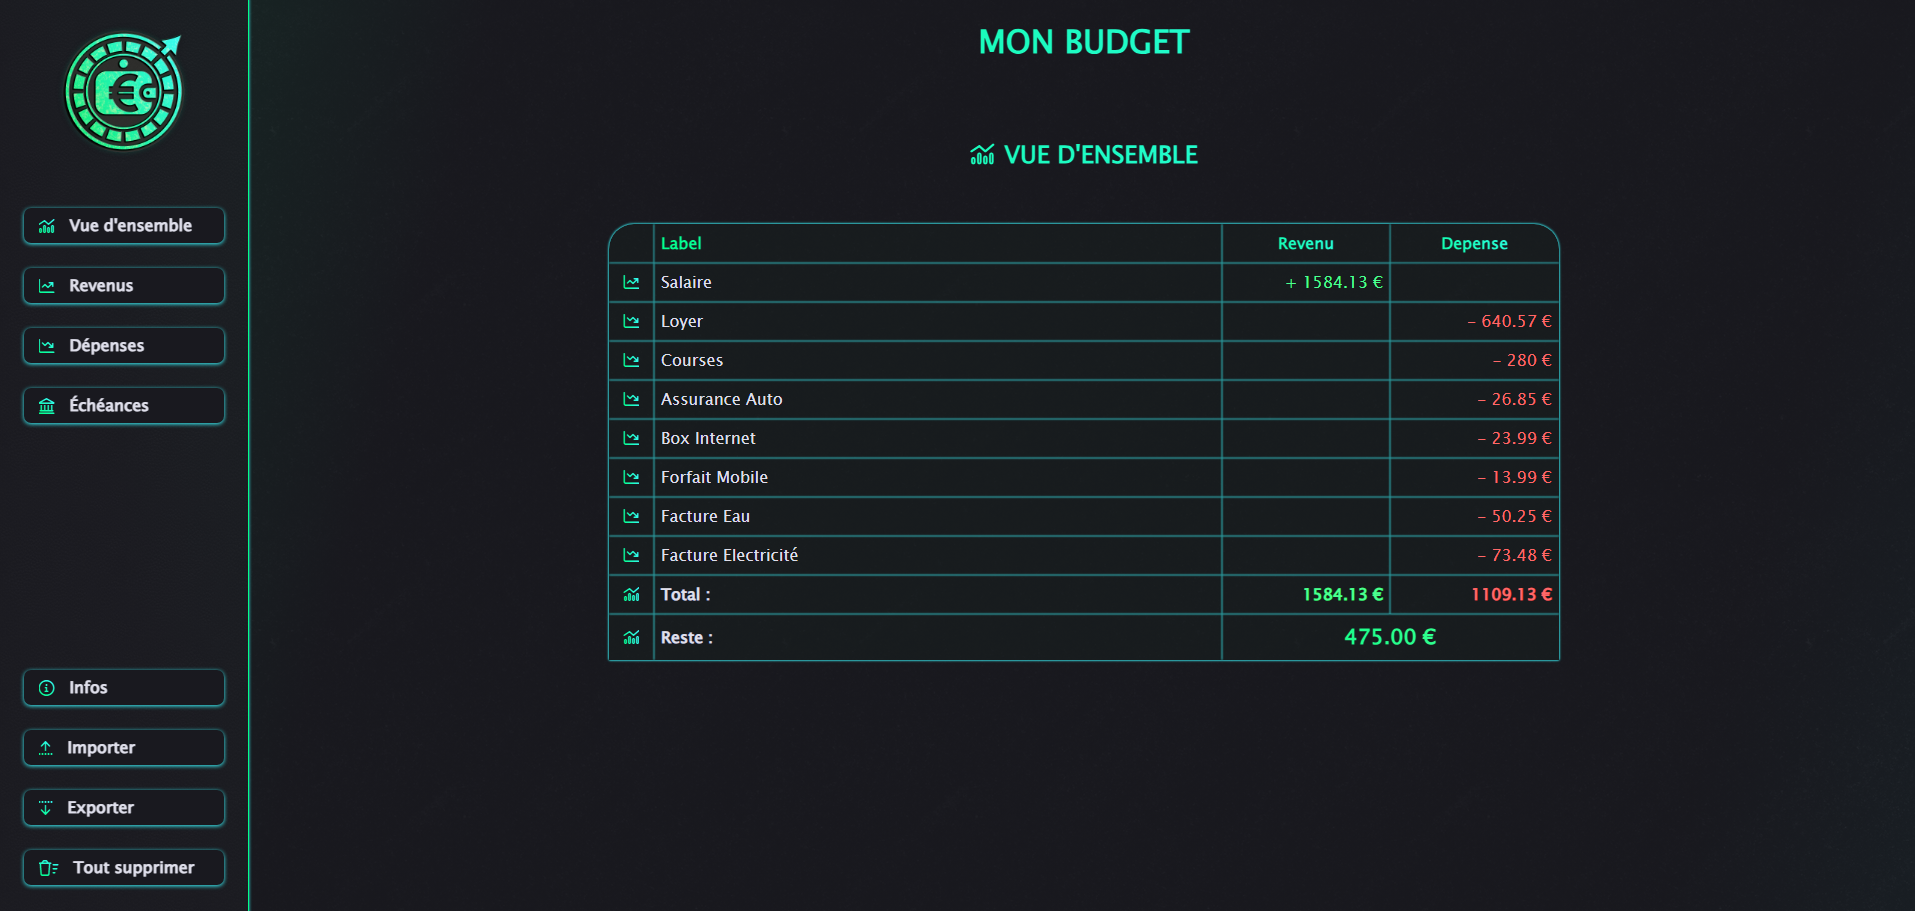 MON BUDGET
VUE D'ENSEMBLE
Vue d'ensemble
Revenus
Dépenses
Échéances
Infos
Importer
Exporter
Tout supprimer
Label Revenu Depense
Salaire + 1584.13 €
Loyer - 640.57 €
Courses - 280 €
Assurance Auto - 26.85 €
Box Internet - 23.99 €
Forfait Mobile - 13.99 €
Facture Eau - 50.25 €
Facture Electricité - 73.48 €
Total : 1584.13 € 1109.13 €
Reste : 475.00 €